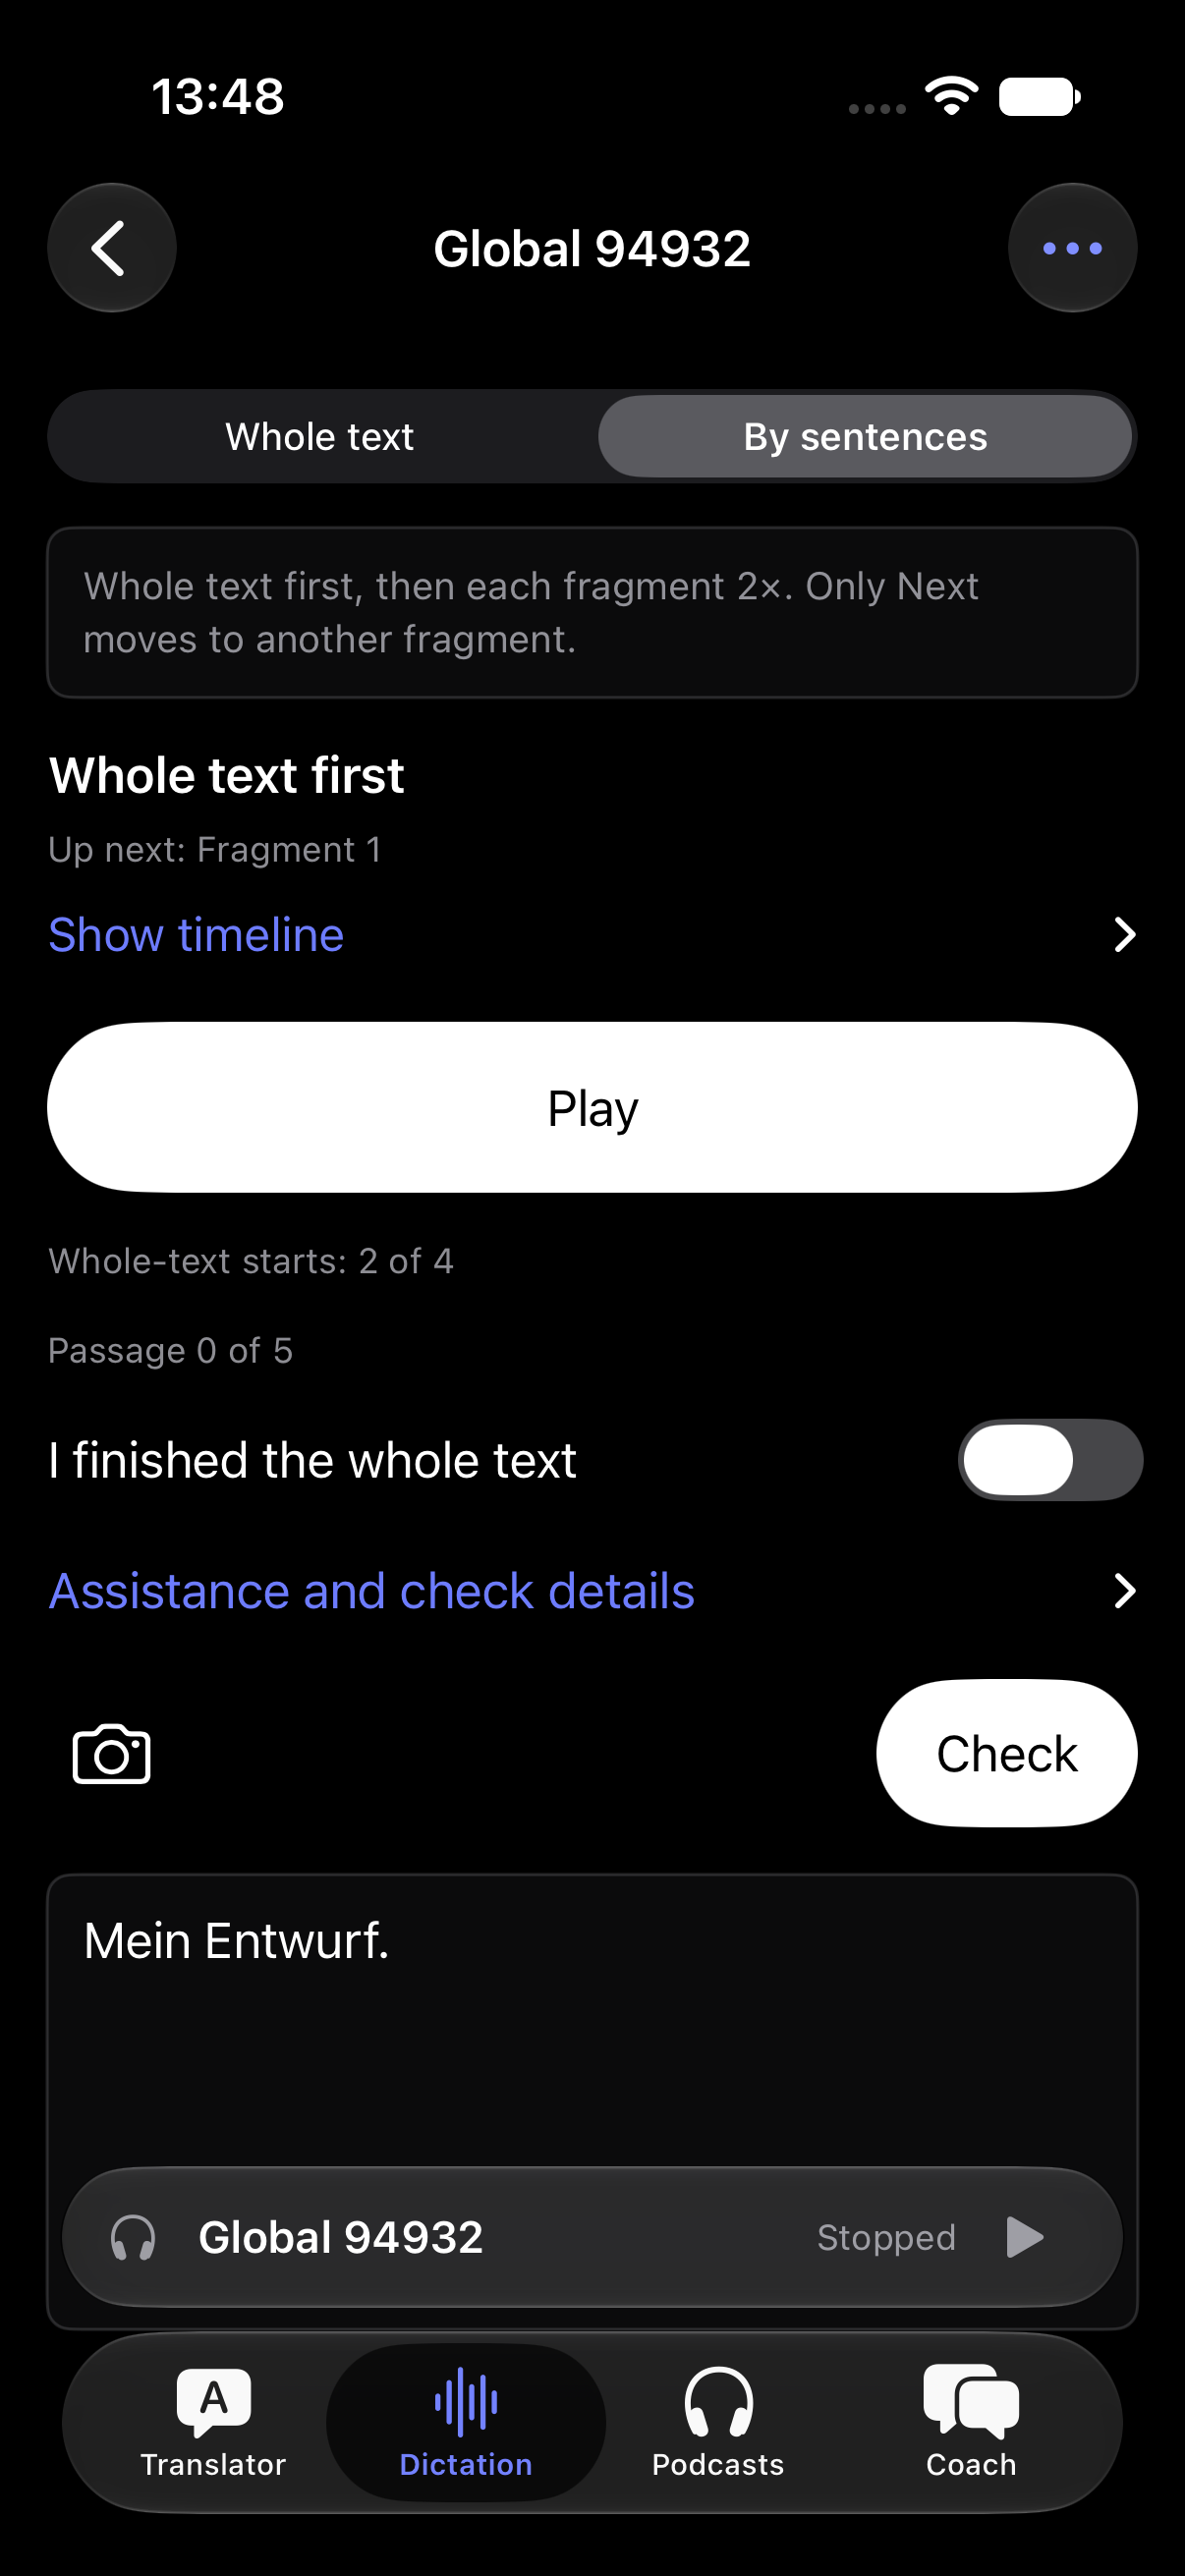 13:48
Global 94932
Whole text
By sentences
Whole text first, then each fragment 2×. Only Next
moves to another fragment.
Whole text first
Up next: Fragment 1
Show timeline
Play
Whole-text starts: 2 of 4
Passage 0 of 5
I finished the whole text
Assistance and check details
Check
Mein Entwurf.
Global 94932
Stopped
A
Translator
Dictation
Podcasts
Coach